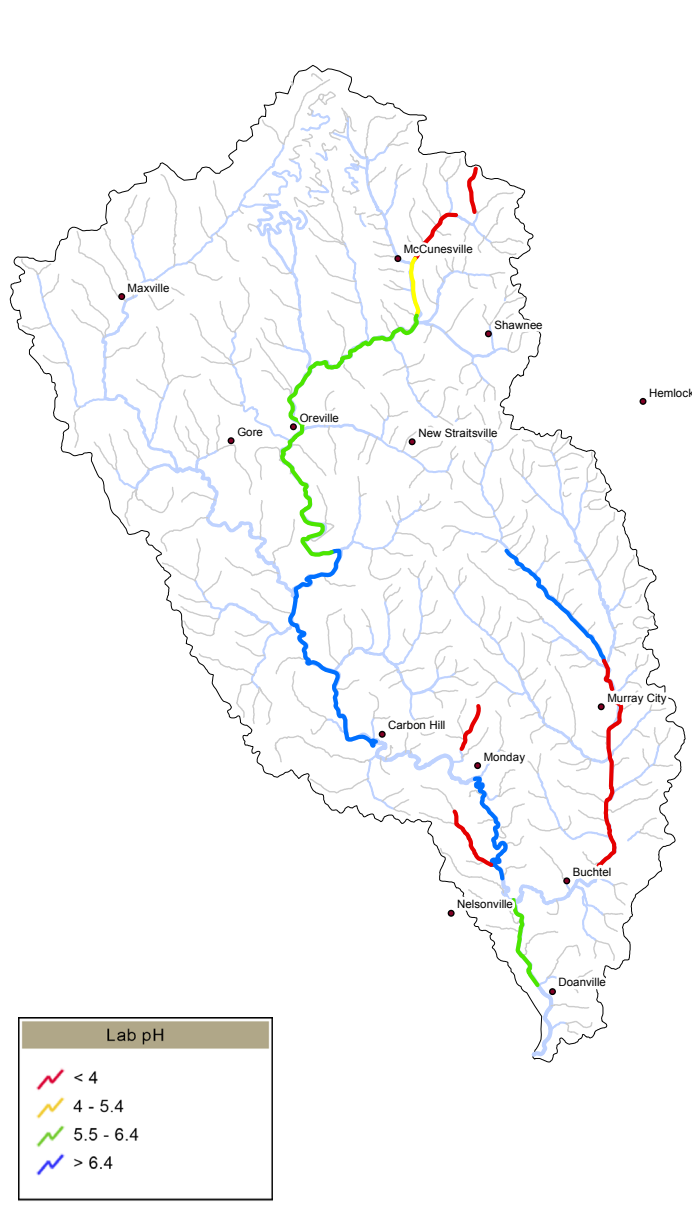 McCunesville
Maxville
Shawnee
Hemlock
Oreville
Gore
New Straitsville
Murray City
Carbon Hill
Monday
Buchtel
Nelsonville
Doanville
Lab pH
< 4
4 - 5.4
5.5 - 6.4
> 6.4